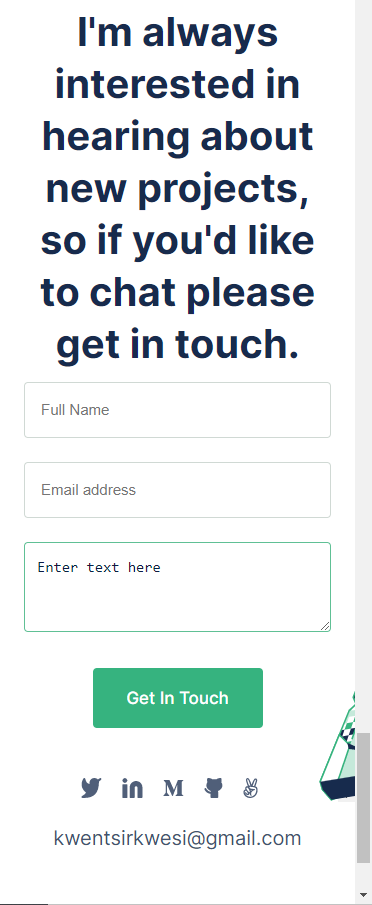 I'm always
interested in
hearing about
new projects,
so if you'd like
to chat please
get in touch.
Full Name
Email address
Enter text here
Get In Touch
kwentsirkwesi@gmail.com